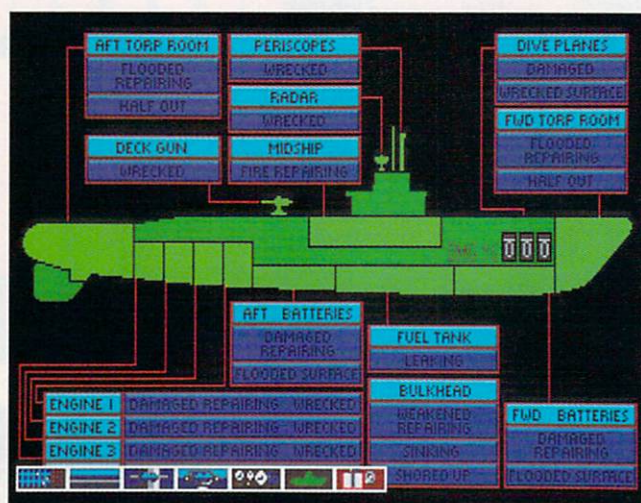 AFT TORP ROOM
FLOODED
REPAIRING
HALF OUT
PERISCOPES
WRECKED
RADAR
WRECKED
DIVE PLANES
DAMAGED
WRECKED SURFACE
FWD TORP ROOM
FLOODED
REPAIRING
HALF OUT
DECK GUN
WRECKED
MIDSHIP
FIRE REPAIRING
000
AFT BATTERIES
DAMAGED
REPAIRING
FLOODED SURFACE
FUEL TANK
LEAKING
BULKHEAD
WEAKENED
REPAIRING
SINKING
SHORED UP
FWD BATTERIES
DAMAGED
REPAIRING
FLOODED SURFACE
ENGINE 1 DAMAGED REPAIRING - WRECKED
ENGINE 2 DAMAGED REPAIRING - WRECKED
ENGINE 3 DAMAGED REPAIRING - WRECKED